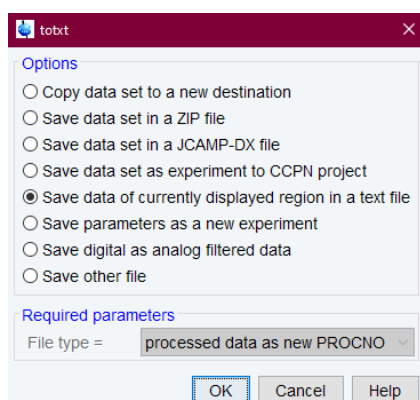 totxt
Options
Copy data set to a new destination
Save data set in a ZIP file
Save data set in a JCAMP-DX file
Save data set as experiment to CCPN project
Save data of currently displayed region in a text file
Save parameters as a new experiment
Save digital as analog filtered data
Save other file
Required parameters
File type = processed data as new PROCNO
OK Cancel Help